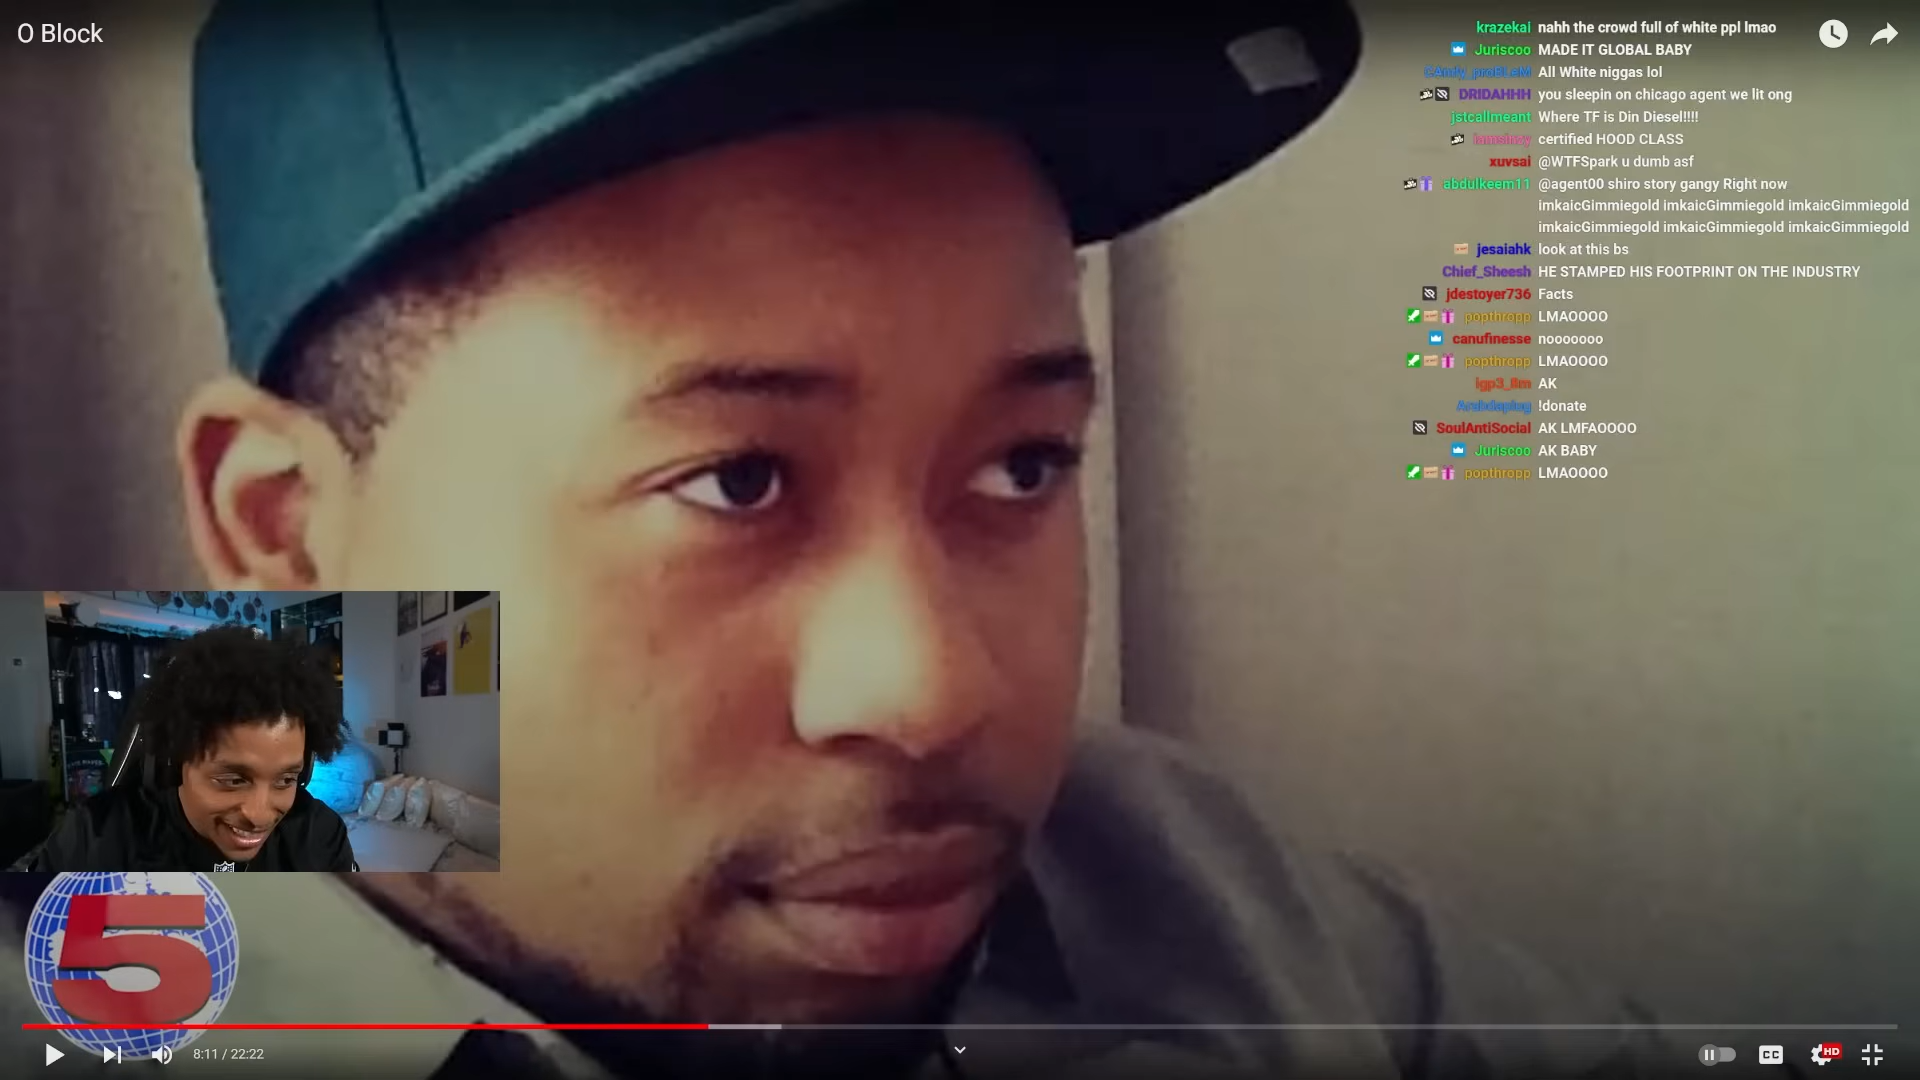 O Block
krazekai nahh the crowd full of white ppl lmao
Juriscoo MADE IT GLOBAL BABY
CAndy_proBLeM All White niggas lol
DRIDAHHH you sleepin on chicago agent we lit ong
jstcallmeant Where TF is Din Diesel!!!!
certified HOOD CLASS
xuvsai @WTFSpark u dumb asf
abdulkeem11 @agent00 shiro story gangy Right now
imkaicGimmiegold imkaicGimmiegold imkaicGimmiegold
imkaicGimmiegold imkaicGimmiegold imkaicGimmiegold
jesaiahk look at this bs
Chief_Sheesh HE STAMPED HIS FOOTPRINT ON THE INDUSTRY
jdestoyer736 Facts
popthropp LMAOOOO
canufinesse nooooooo
popthropp LMAOOOO
AK
!donate
SoulAntiSocial AK LMFAOOOO
Juriscoo AK BABY
popthropp LMAOOOO
NFL
5
8:11 / 22:22
CC
HD